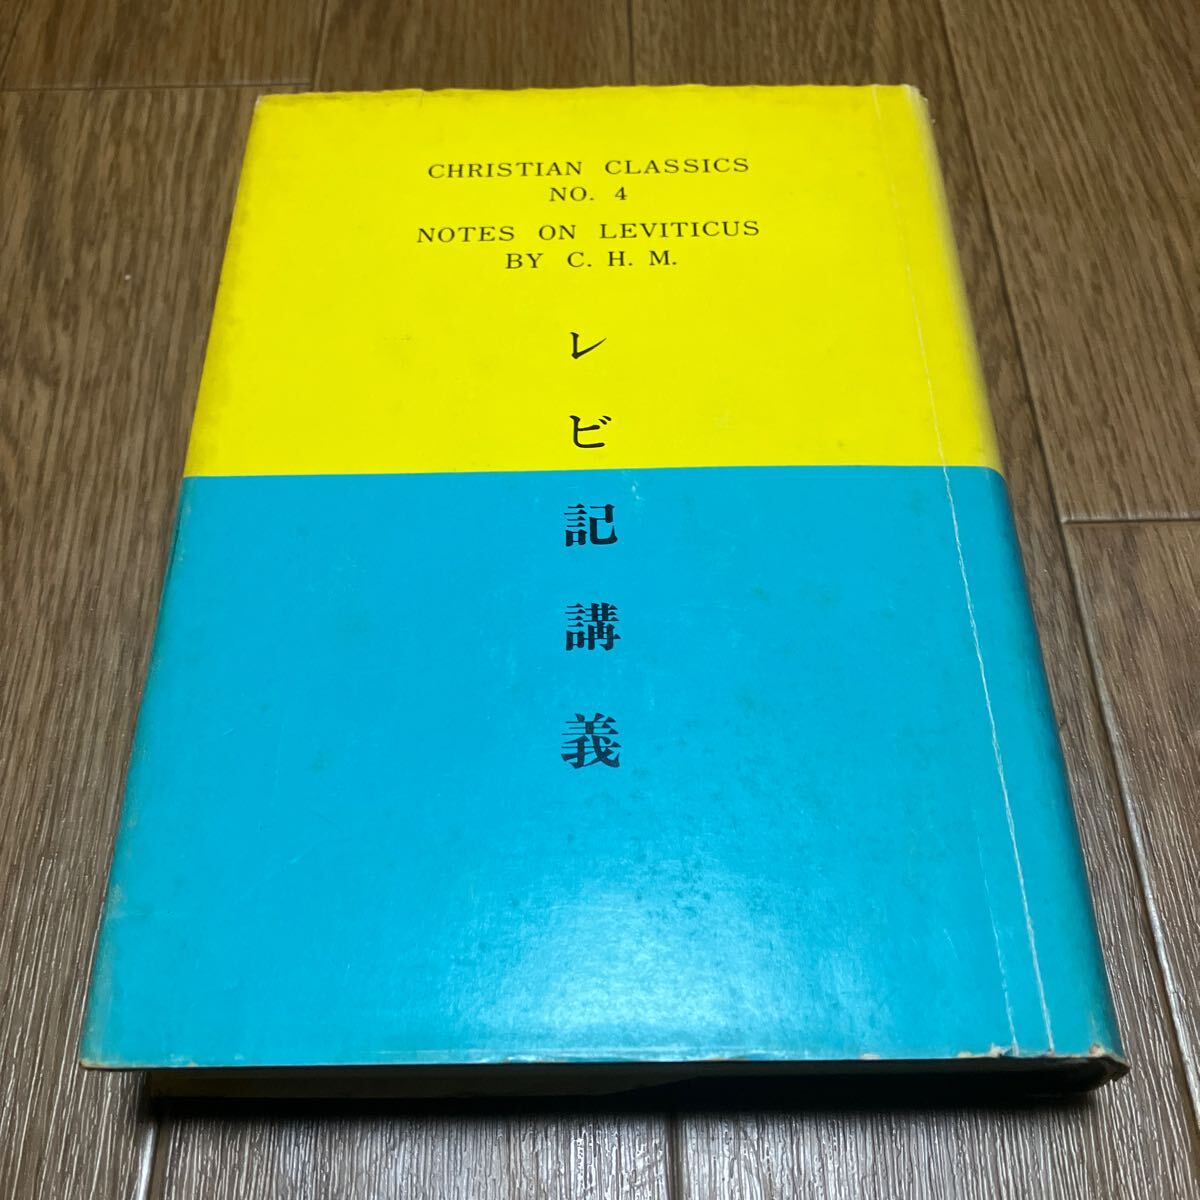 CHRISTIAN CLASSICS
NO. 4
NOTES ON LEVITICUS
BY C. H. M.
レビ記講義